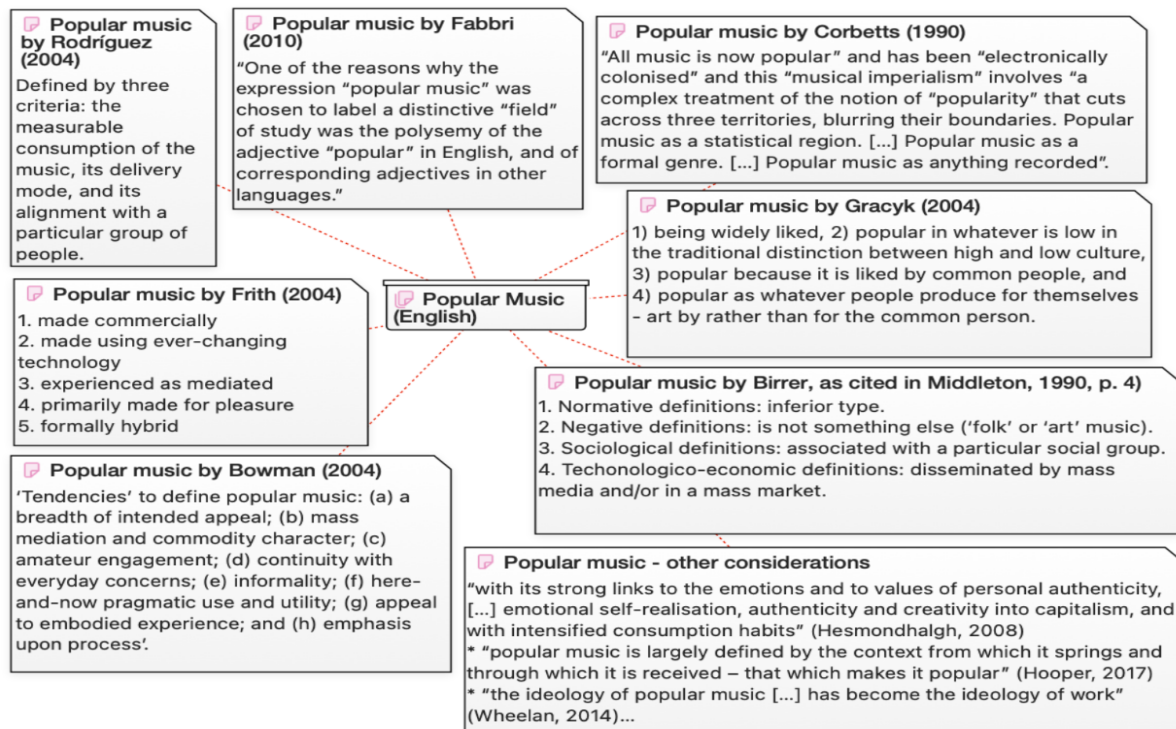 Popular music
by Rodríguez
(2004)
Defined by three
criteria: the
measurable
consumption of the
music, its delivery
mode, and its
alignment with a
particular group of
people.
Popular music by Fabbri
(2010)
“One of the reasons why the
expression “popular music” was
chosen to label a distinctive “field”
of study was the polysemy of the
adjective “popular” in English, and of
corresponding adjectives in other
languages.”
Popular music by Corbetts (1990)
“All music is now popular” and has been “electronically
colonised” and this “musical imperialism” involves “a
complex treatment of the notion of “popularity” that cuts
across three territories, blurring their boundaries. Popular
music as a statistical region. [...] Popular music as a
formal genre. [...] Popular music as anything recorded”.
Popular music by Gracyk (2004)
1) being widely liked, 2) popular in whatever is low in
the traditional distinction between high and low culture,
3) popular because it is liked by common people, and
4) popular as whatever people produce for themselves
– art by rather than for the common person.
Popular music by Frith (2004)
1. made commercially
2. made using ever-changing
technology
3. experienced as mediated
4. primarily made for pleasure
5. formally hybrid
Popular Music
(English)
Popular music by Birrer, as cited in Middleton, 1990, p. 4)
1. Normative definitions: inferior type.
2. Negative definitions: is not something else (‘folk’ or ‘art’ music).
3. Sociological definitions: associated with a particular social group.
4. Techonologico-economic definitions: disseminated by mass
media and/or in a mass market.
Popular music by Bowman (2004)
‘Tendencies’ to define popular music: (a) a
breadth of intended appeal; (b) mass
mediation and commodity character; (c)
amateur engagement; (d) continuity with
everyday concerns; (e) informality; (f) here-
and-now pragmatic use and utility; (g) appeal
to embodied experience; and (h) emphasis
upon process’.
Popular music - other considerations
“with its strong links to the emotions and to values of personal authenticity,
[...] emotional self-realisation, authenticity and creativity into capitalism, and
with intensified consumption habits” (Hesmondhalgh, 2008)
* “popular music is largely defined by the context from which it springs and
through which it is received – that which makes it popular” (Hooper, 2017)
* “the ideology of popular music [...] has become the ideology of work”
(Wheelan, 2014)...